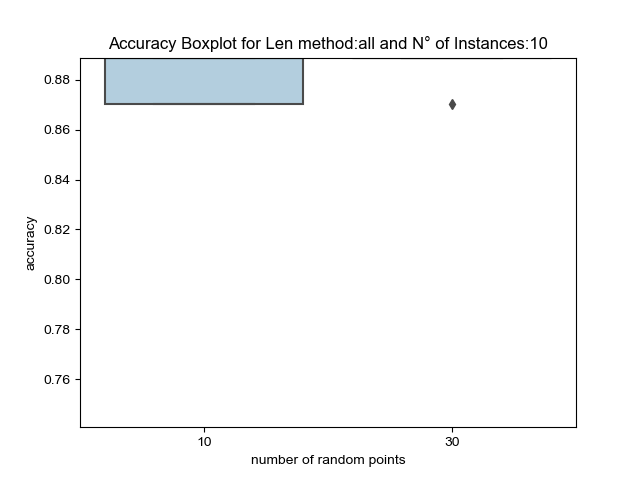 Accuracy Boxplot for Len method:all and N° of Instances:10
0.88
0.86
0.84
0.82
0.80
0.78
0.76
accuracy
10 30
number of random points